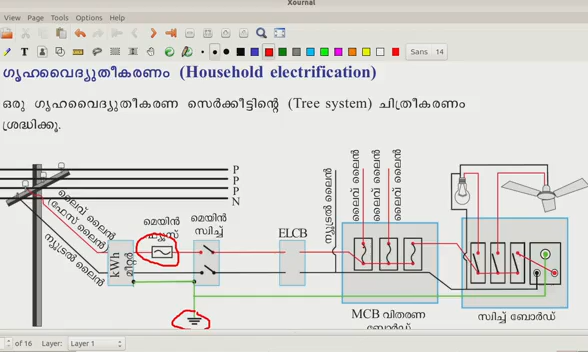 Xournal
View Page Tools Options Help
Sans 14
ഗൃഹവൈദ്യുതീകരണം (Household electrification)
ഒരു ഗൃഹവൈദ്യുതീകരണ സെർക്കീട്ടിന്റെ (Tree system) ചിത്രീകരണം
ശ്രദ്ധിക്കൂ.
P
P
P
N
ലൈവ് ലൈൻ
(ഫേസ് ലൈൻ)
ന്യൂട്രൽ ലൈൻ
kWh
മീറ്റർ
മെയിൻ
ഫ്യൂസ്
മെയിൻ
സ്വിച്ച്
ELCB
ന്യൂട്രൽ ലൈൻ
ലൈവ് ലൈൻ
ലൈവ് ലൈൻ
ലൈവ് ലൈൻ
MCB വിതരണ
ബോർഡ്
സ്വിച്ച് ബോർഡ്
of 16 Layer: Layer 1